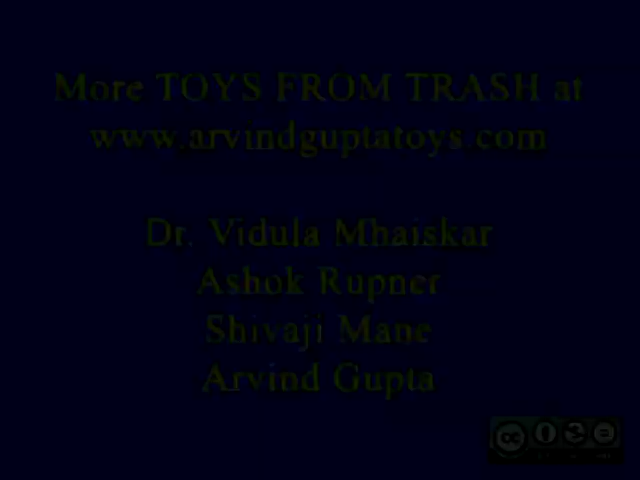 More TOYS FROM TRASH at
www.arvindguptatoys.com
Dr. Vidula Mhaiskar
Ashok Rupner
Shivaji Mane
Arvind Gupta